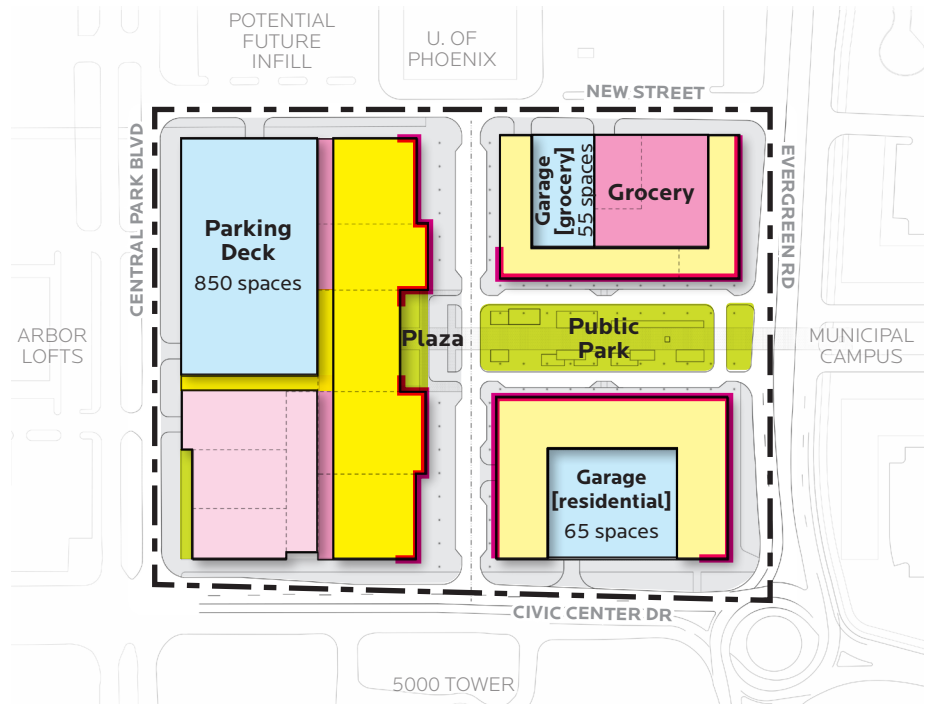 POTENTIAL
FUTURE
INFILL
U. OF
PHOENIX
NEW STREET
CENTRAL PARK BLVD
EVERGREEN RD
Parking
Deck
850 spaces
Garage
[grocery]
55 spaces
Grocery
ARBOR
LOFTS
Plaza
Public
Park
MUNICIPAL
CAMPUS
Garage
[residential]
65 spaces
CIVIC CENTER DR
5000 TOWER